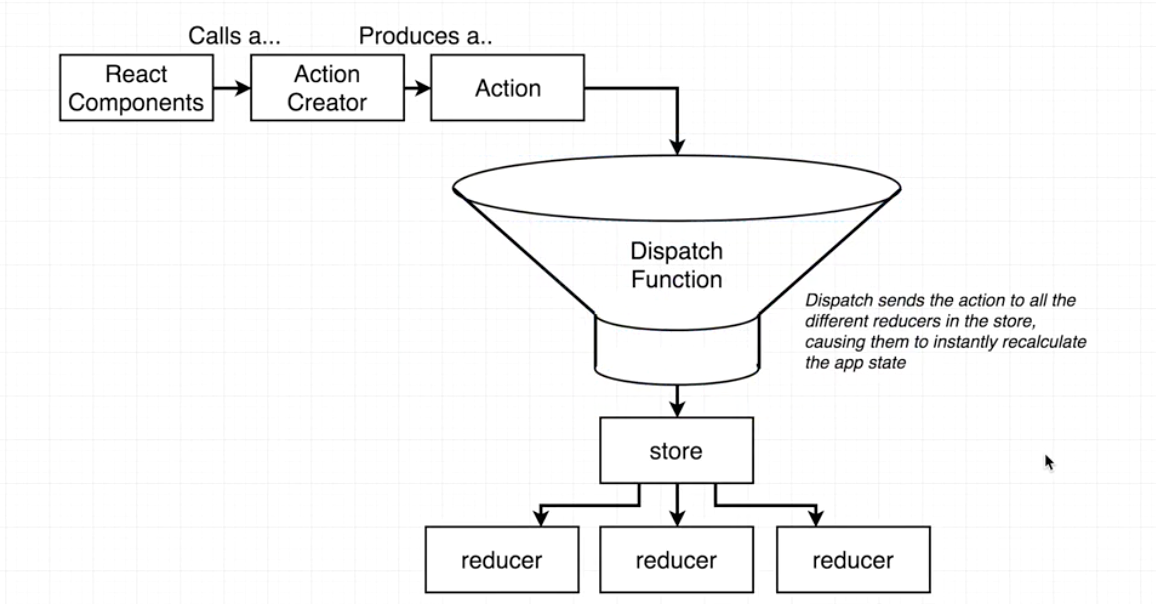 Calls a...
Produces a..
React
Components
Action
Creator
Action
Dispatch
Function
Dispatch sends the action to all the
different reducers in the store,
causing them to instantly recalculate
the app state
store
reducer
reducer
reducer